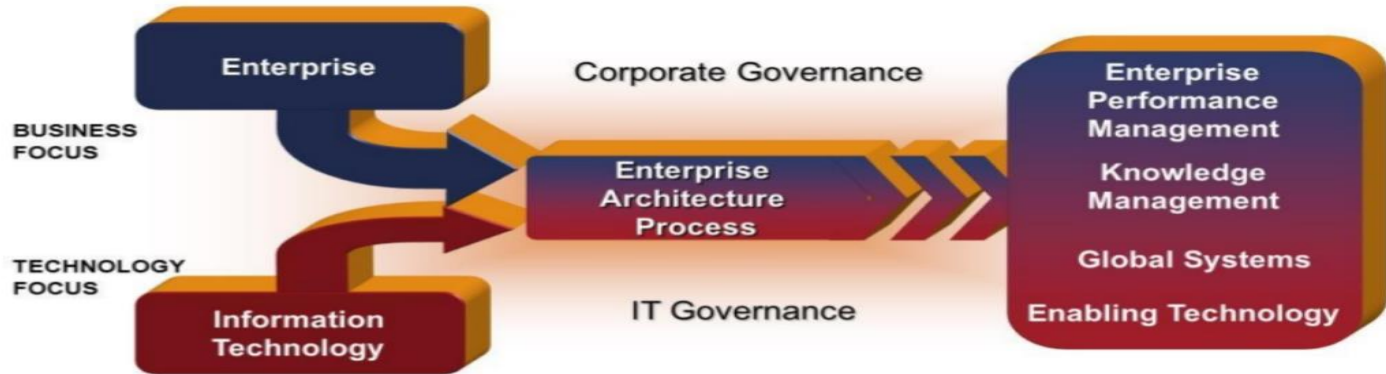 Enterprise
BUSINESS
FOCUS
TECHNOLOGY
FOCUS
Information
Technology
Corporate Governance
Enterprise
Architecture
Process
IT Governance
Enterprise
Performance
Management
Knowledge
Management
Global Systems
Enabling Technology